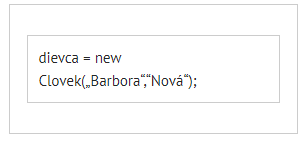 dievca = new
Clovek(„Barbora“,“Nová“);